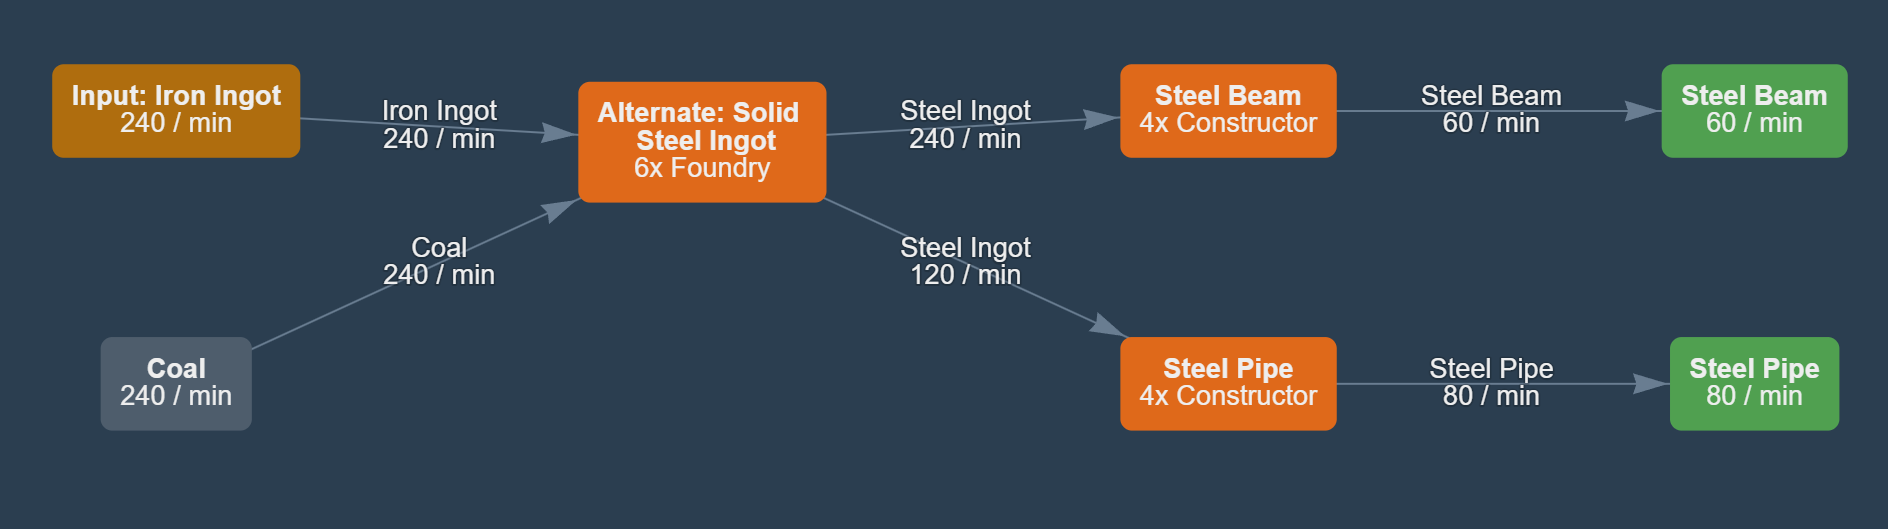 Input: Iron Ingot
240 / min
Iron Ingot
240 / min
Alternate: Solid
Steel Ingot
6x Foundry
Steel Ingot
240 / min
Steel Beam
4x Constructor
Steel Beam
60 / min
Steel Beam
60 / min
Coal
240 / min
Steel Ingot
120 / min
Coal
240 / min
Steel Pipe
4x Constructor
Steel Pipe
80 / min
Steel Pipe
80 / min